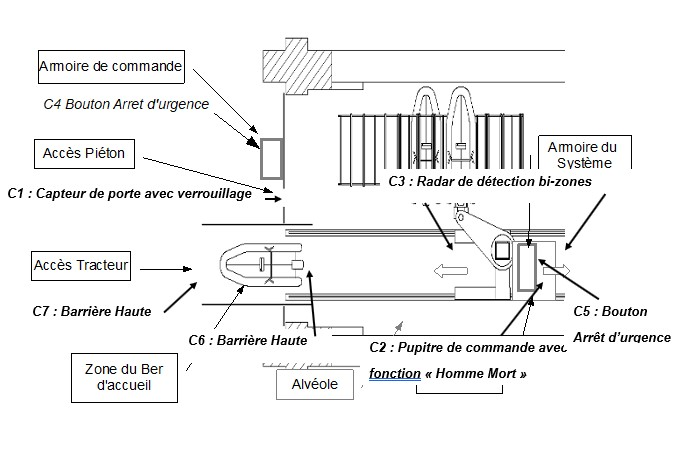 Armoire de commande
C4 Bouton Arret d'urgence
Accès Piéton
C1 : Capteur de porte avec verrouillage
Armoire du
Système
C3 : Radar de détection bi-zones
Accès Tracteur
C7 : Barrière Haute
C6 : Barrière Haute
C5 : Bouton
Arrêt d'urgence
C2 : Pupitre de commande avec
fonction « Homme Mort »
Zone du Ber
d'accueil
Alvéole